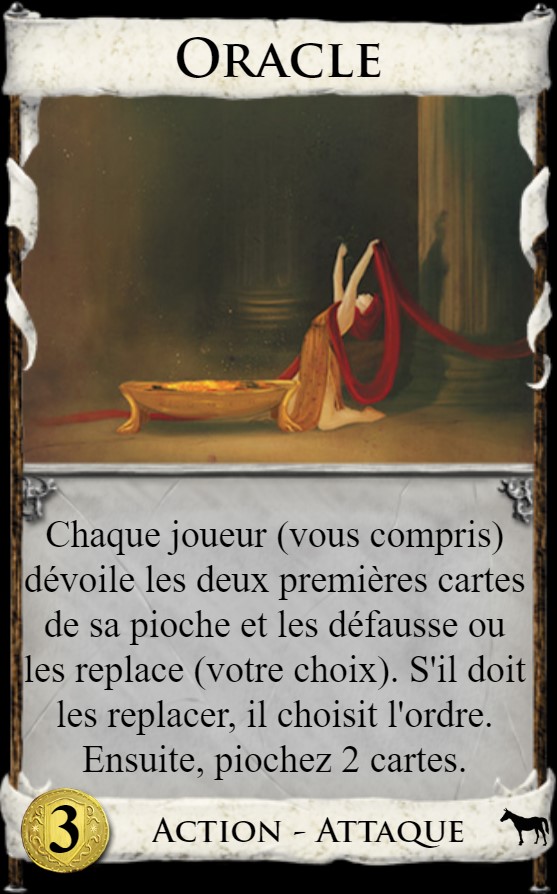 ORACLE
Chaque joueur (vous compris)
dévoile les deux premières cartes
de sa pioche et les défausse ou
les replace (votre choix). S'il doit
les replacer, il choisit l'ordre.
Ensuite, piochez 2 cartes.
3 ACTION - ATTAQUE